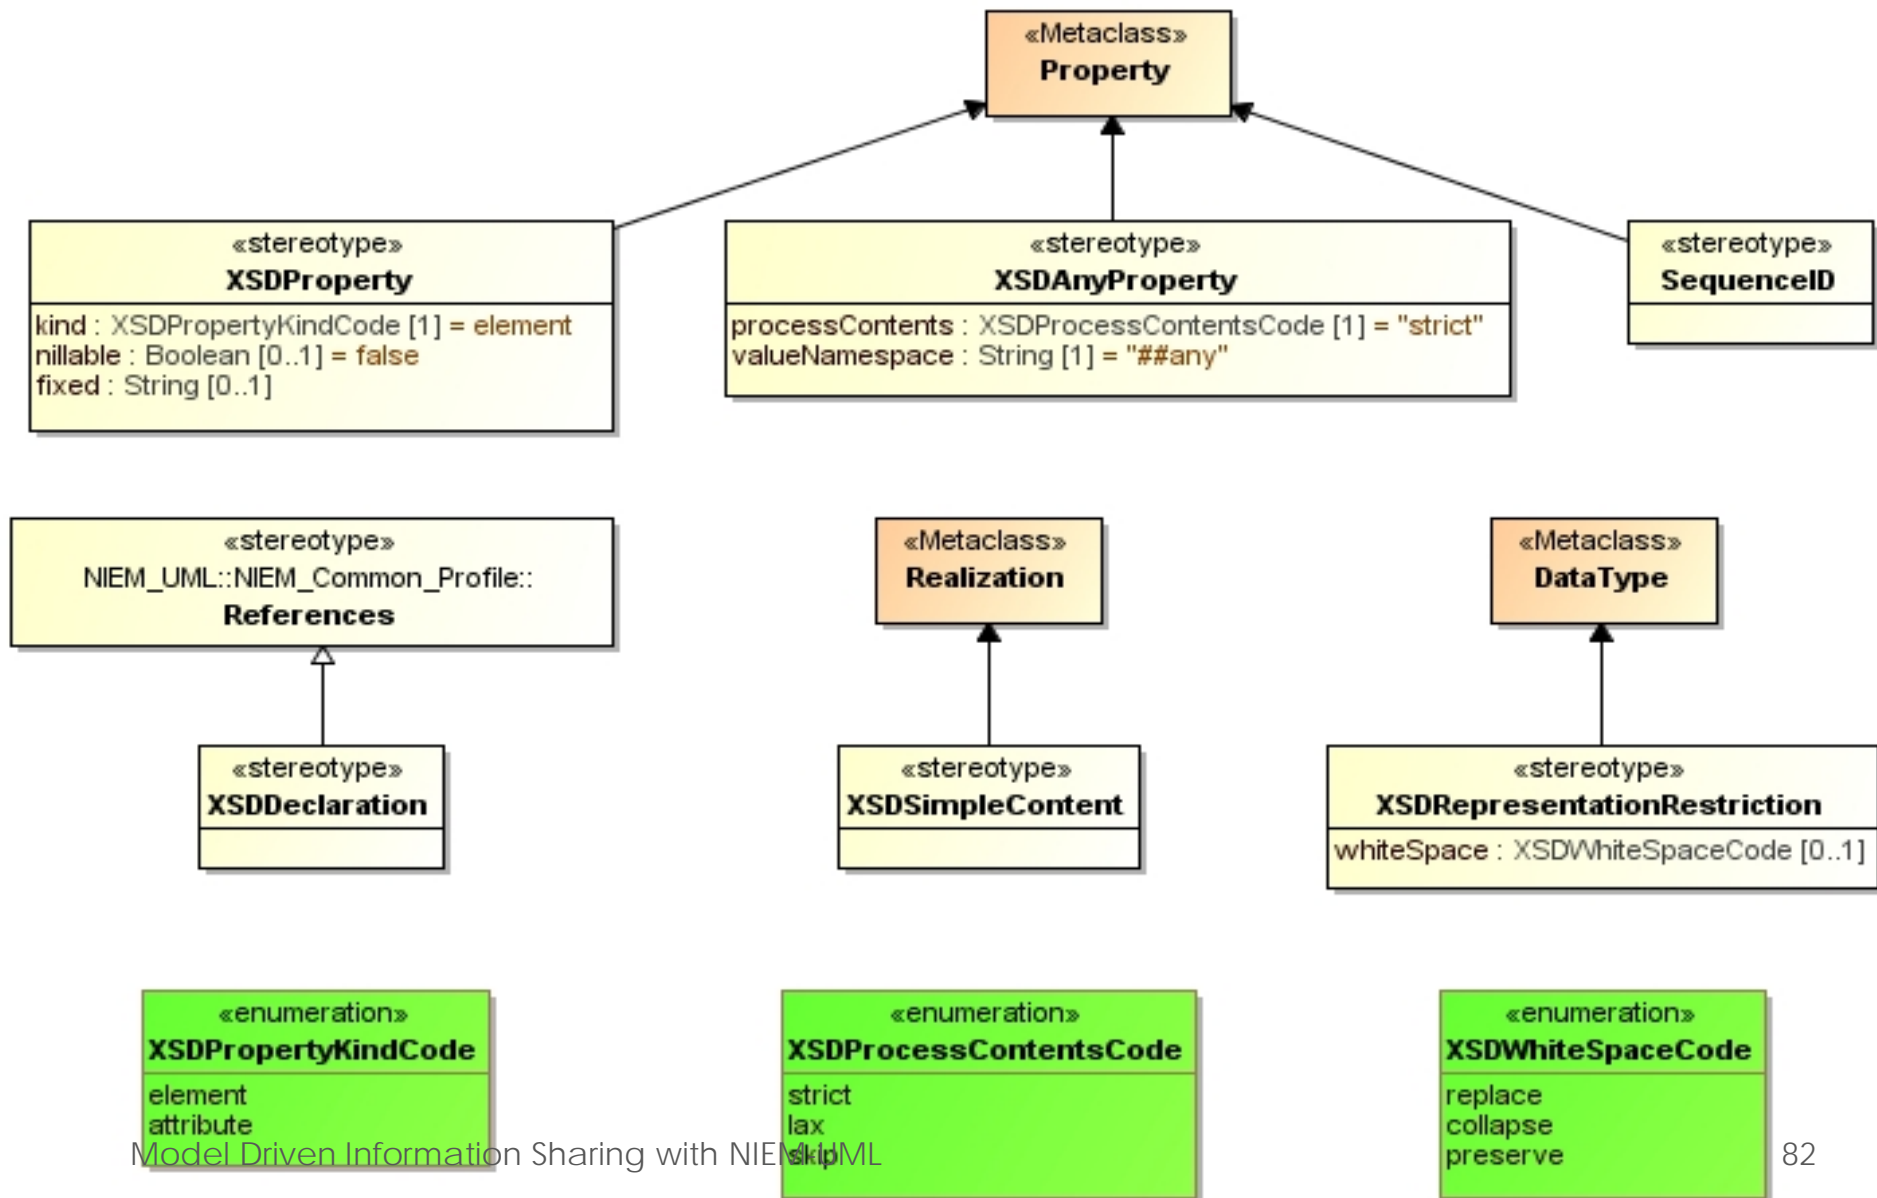 «Metaclass»
Property
«stereotype»
XSDProperty
kind : XSDPropertyKindCode [1] = element
nillable : Boolean [0..1] = false
fixed : String [0..1]
«stereotype»
XSDAnyProperty
processContents : XSDProcessContentsCode [1] = "strict"
valueNamespace : String [1] = "##any"
«stereotype»
SequenceID
«stereotype»
NIEM_UML::NIEM_Common_Profile::
References
«Metaclass»
Realization
«Metaclass»
DataType
«stereotype»
XSDDeclaration
«stereotype»
XSDSimpleContent
«stereotype»
XSDRepresentationRestriction
whiteSpace : XSDWhiteSpaceCode [0..1]
«enumeration»
XSDPropertyKindCode
element
attribute
«enumeration»
XSDProcessContentsCode
strict
lax
skip
«enumeration»
XSDWhiteSpaceCode
replace
collapse
preserve
Model Driven Information Sharing with NIEM-UML
82